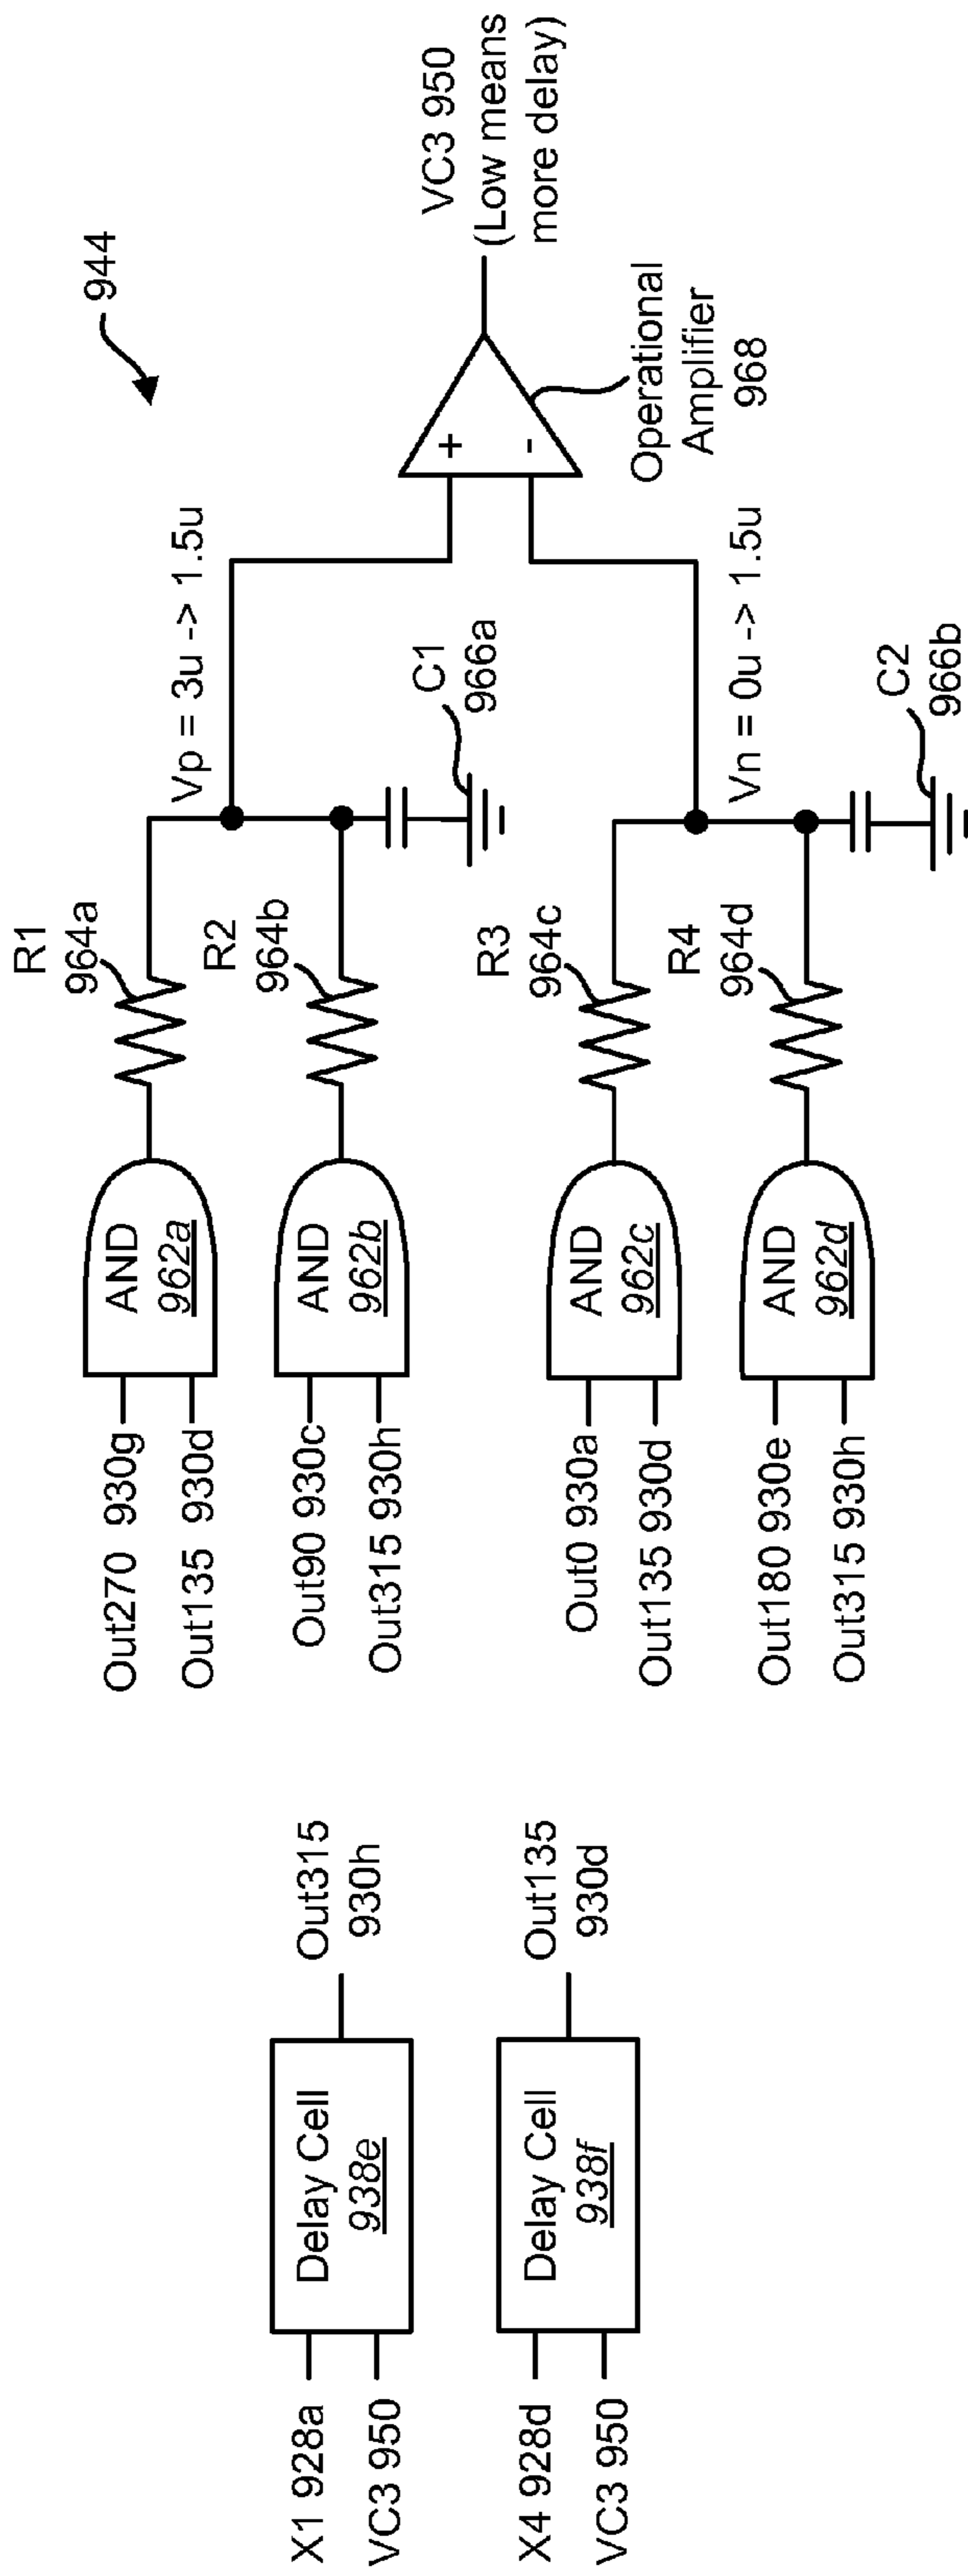 944
X1 928a
VC3 950
Delay Cell
938e
Out315
930h
X4 928d
VC3 950
Delay Cell
938f
Out135
930d
Out270 930g
Out135 930d
AND
962a
R1
964a
Out90 930c
Out315 930h
AND
962b
R2
964b
Vp = 3u -> 1.5u
C1
966a
Out0 930a
Out135 930d
AND
962c
R3
964c
Out180 930e
Out315 930h
AND
962d
R4
964d
Vn = 0u -> 1.5u
C2
966b
+
-
Operational
Amplifier
968
VC3 950
(Low means
more delay)